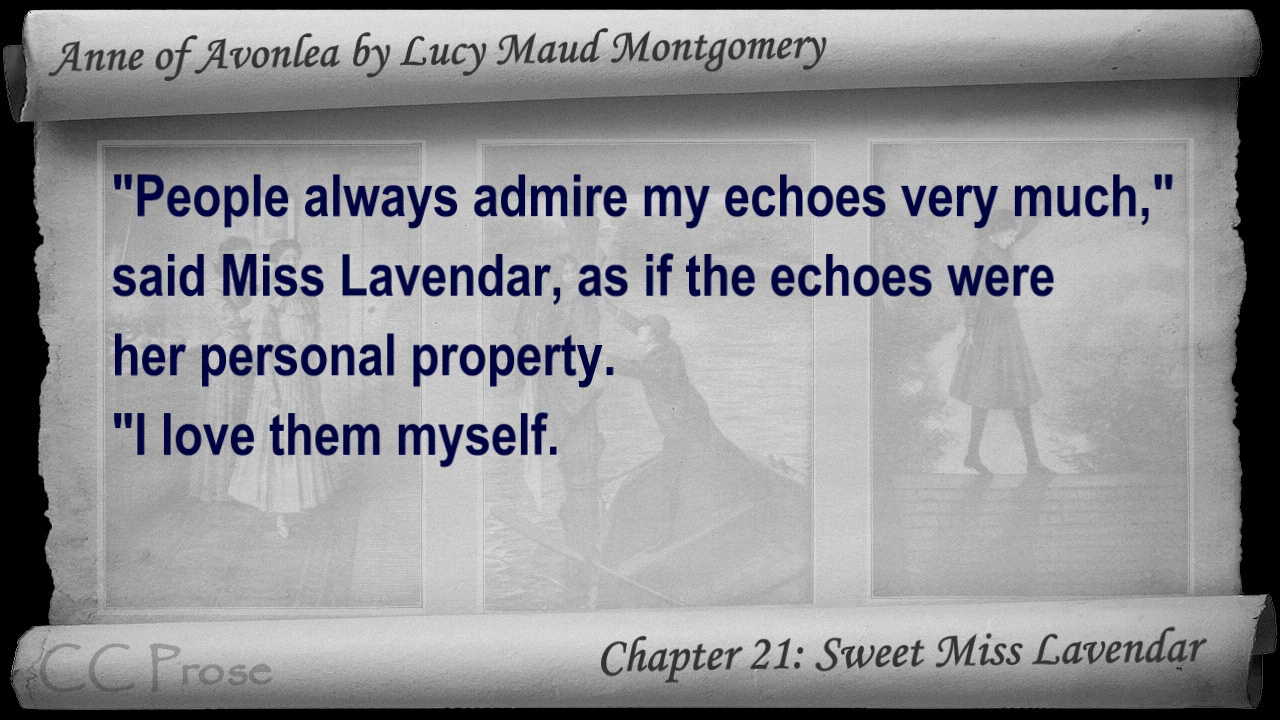 Anne of Avonlea by Lucy Maud Montgomery
"People always admire my echoes very much,"
said Miss Lavendar, as if the echoes were
her personal property.
"I love them myself.
CC Prose
Chapter 21: Sweet Miss Lavendar